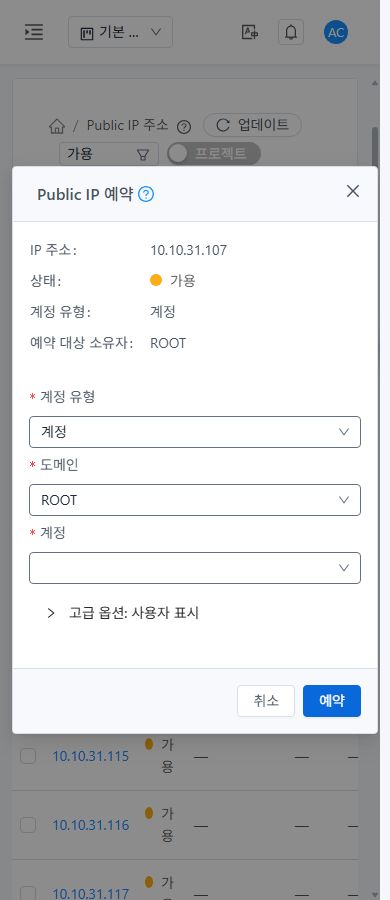 기본 ...
AC
/ Public IP 주소 업데이트
가용 프로젝트
Public IP 예약
IP 주소: 10.10.31.107
상태: 가용
계정 유형: 계정
예약 대상 소유자: ROOT
* 계정 유형
계정
* 도메인
ROOT
* 계정
고급 옵션: 사용자 표시
취소 예약
10.10.31.115 가용 — —
10.10.31.116 가용 — — —
10.10.31.117 가용 — — —